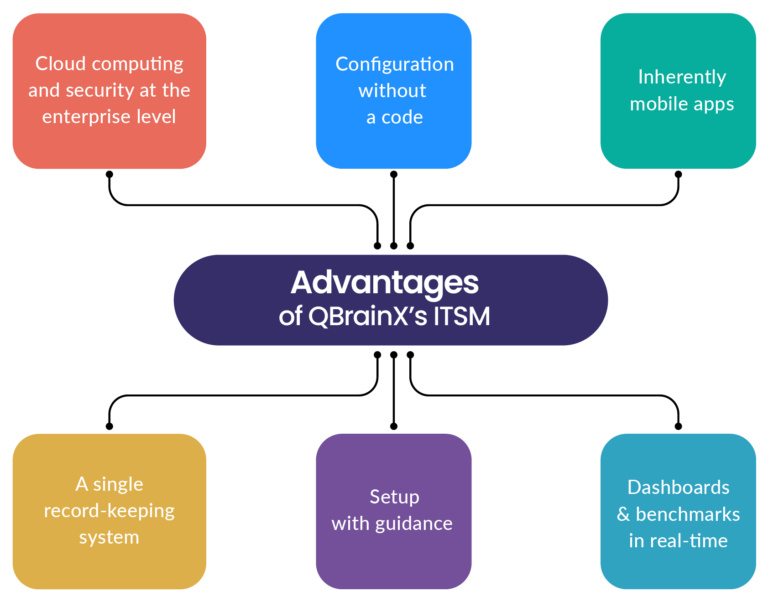 Cloud computing
and security at the
enterprise level
Configuration
without
a code
Inherently
mobile apps
Advantages
of QBrainX’s ITSM
A single
record-keeping
system
Setup
with guidance
Dashboards
& benchmarks
in real-time